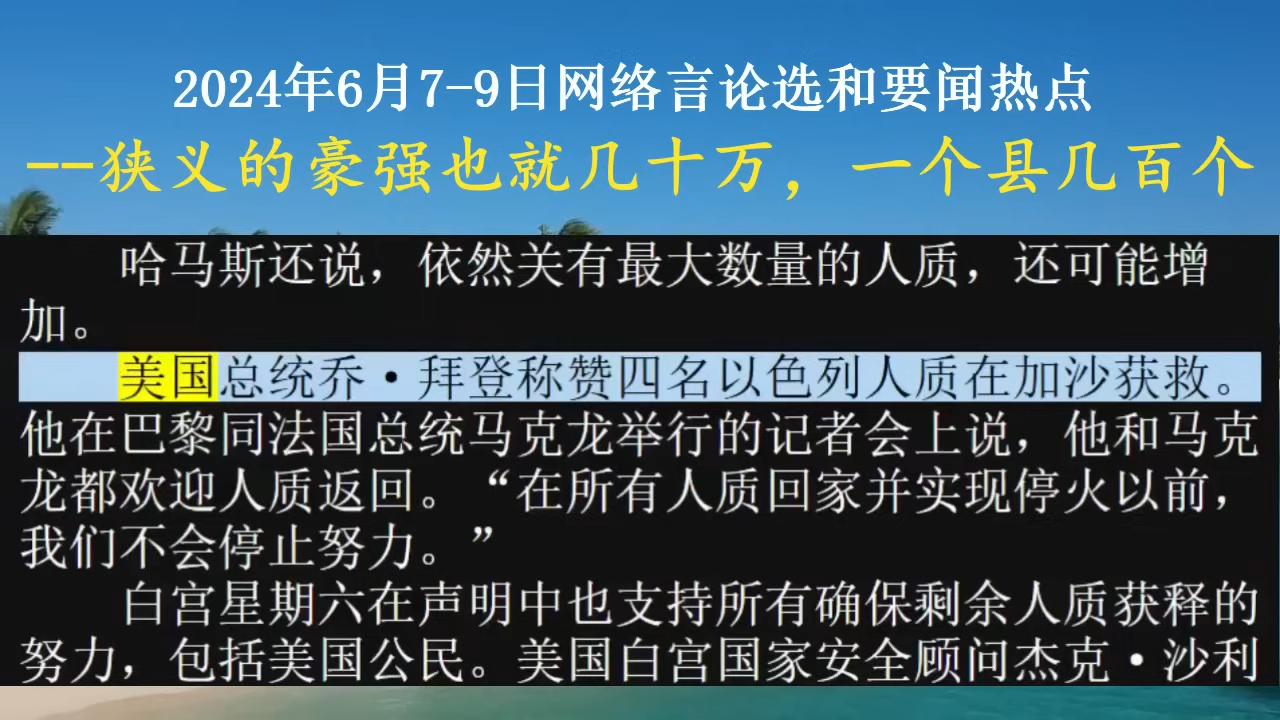 2024年6月7-9日网络言论选和要闻热点
--狭义的豪强也就几十万，一个县几百个
哈马斯还说，依然关有最大数量的人质，还可能增
加。
美国总统乔·拜登称赞四名以色列人质在加沙获救。
他在巴黎同法国总统马克龙举行的记者会上说，他和马克
龙都欢迎人质返回。“在所有人质回家并实现停火以前，
我们不会停止努力。”
白宫星期六在声明中也支持所有确保剩余人质获释的
努力，包括美国公民。美国白宫国家安全顾问杰克·沙利